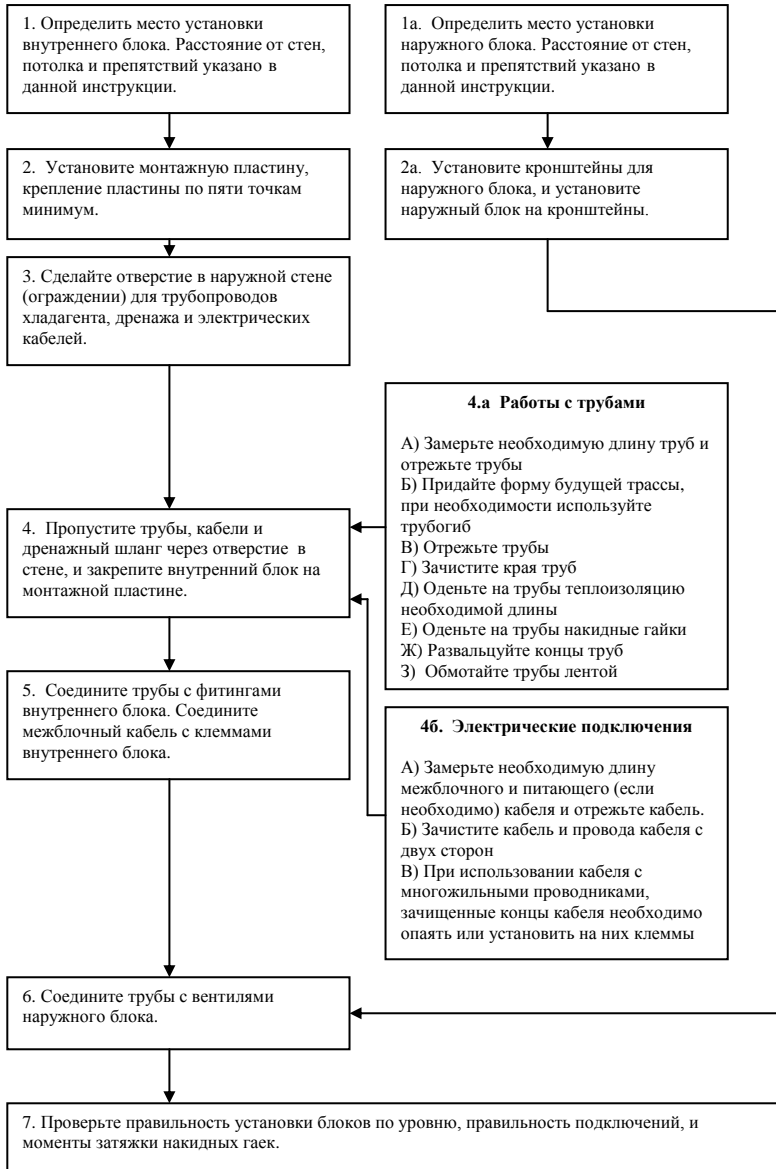 1. Определить место установки
внутреннего блока. Расстояние от стен,
потолка и препятствий указано в
данной инструкции.
1а. Определить место установки
наружного блока. Расстояние от стен,
потолка и препятствий указано в
данной инструкции.
2. Установите монтажную пластину,
крепление пластины по пяти точкам
минимум.
2а. Установите кронштейны для
наружного блока, и установите
наружный блок на кронштейны.
3. Сделайте отверстие в наружной стене
(ограждении) для трубопроводов
хладагента, дренажа и электрических
кабелей.
4.а Работы с трубами
А) Замерьте необходимую длину труб и
отрежьте трубы
Б) Придайте форму будущей трассы,
при необходимости используйте
трубогиб
В) Отрежьте трубы
Г) Зачистите края труб
Д) Оденьте на трубы теплоизоляцию
необходимой длины
Е) Оденьте на трубы накидные гайки
Ж) Развальцуйте концы труб
З) Обмотайте трубы лентой
4. Пропустите трубы, кабели и
дренажный шланг через отверстие в
стене, и закрепите внутренний блок на
монтажной пластине.
5. Соедините трубы с фитингами
внутреннего блока. Соедините
межблочный кабель с клеммами
внутреннего блока.
4б. Электрические подключения
А) Замерьте необходимую длину
межблочного и питающего (если
необходимо) кабеля и отрежьте кабель.
Б) Зачистите кабель и провода кабеля с
двух сторон
В) При использовании кабеля с
многожильными проводниками,
зачищенные концы кабеля необходимо
опаять или установить на них клеммы
6. Соедините трубы с вентилями
наружного блока.
7. Проверьте правильность установки блоков по уровню, правильность подключений, и
моменты затяжки накидных гаек.